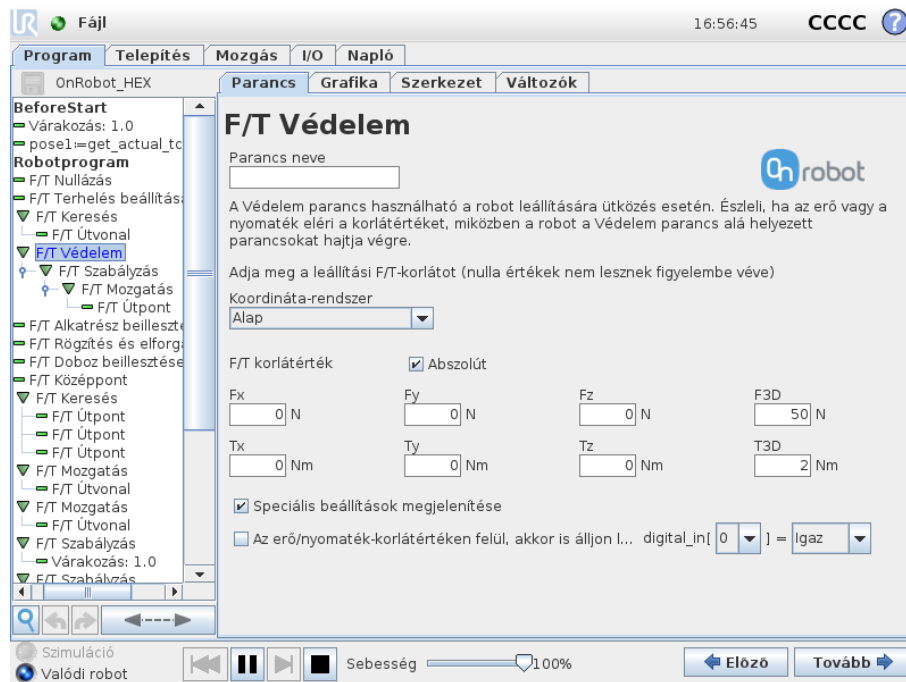 Fájl 16:56:45 CCCC ?
Program Telepítés Mozgás I/O Napló
OnRobot_HEX
Parancs Grafika Szerkezet Változók
BeforeStart
Várakozás: 1.0
pose1:=get_actual_tc
Robotprogram
F/T Nullázás
F/T Terhelés beállítása
F/T Keresés
F/T Útvonal
F/T Védelem
F/T Szabályzás
F/T Mozgatás
F/T Útpont
F/T Alkatrész beilleszté
F/T Rögzítés és elforga
F/T Doboz beillesztése
F/T Középpont
F/T Keresés
F/T Útpont
F/T Útpont
F/T Útpont
F/T Mozgatás
F/T Útvonal
F/T Mozgatás
F/T Útvonal
F/T Szabályzás
Várakozás: 1.0
F/T Szabályzás
F/T Védelem
Parancs neve
On robot
A Védelem parancs használható a robot leállítására ütközés esetén. Észleli, ha az erő vagy a
nyomaték eléri a korlátértéket, miközben a robot a Védelem parancs alá helyezett
parancsokat hajtja végre.
Adja meg a leállítási F/T-korlátot (nulla értékek nem lesznek figyelembe véve)
Koordináta-rendszer
Alap
F/T korlátérték Abszolút
Fx Fy Fz F3D
0 N 0 N 0 N 50 N
Tx Ty Tz T3D
0 Nm 0 Nm 0 Nm 2 Nm
Speciális beállítások megjelenítése
Az erő/nyomaték-korlátértéken felül, akkor is álljon l... digital_in[ 0 ] = Igaz
Szimuláció
Valódi robot
Sebesség 100%
Előző Tovább